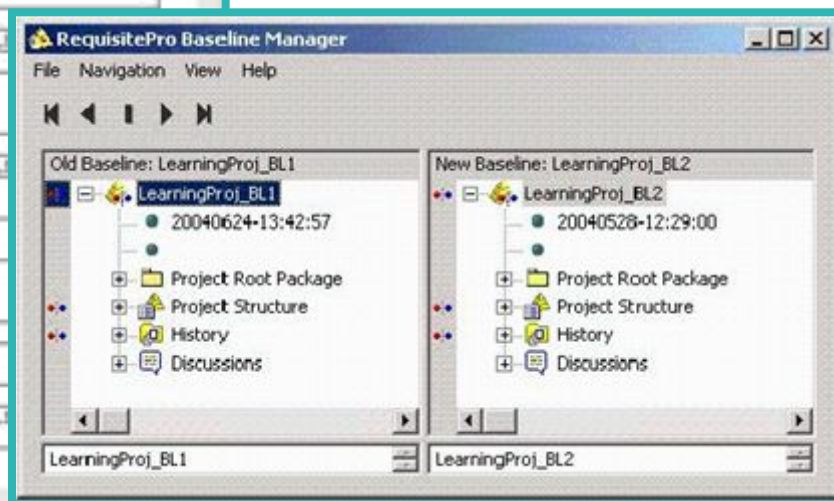 RequisitePro Baseline Manager
File Navigation View Help
Old Baseline: LearningProj_BL1
LearningProj_BL1
20040624-13:42:57
Project Root Package
Project Structure
History
Discussions
LearningProj_BL1
New Baseline: LearningProj_BL2
LearningProj_BL2
20040528-12:29:00
Project Root Package
Project Structure
History
Discussions
LearningProj_BL2